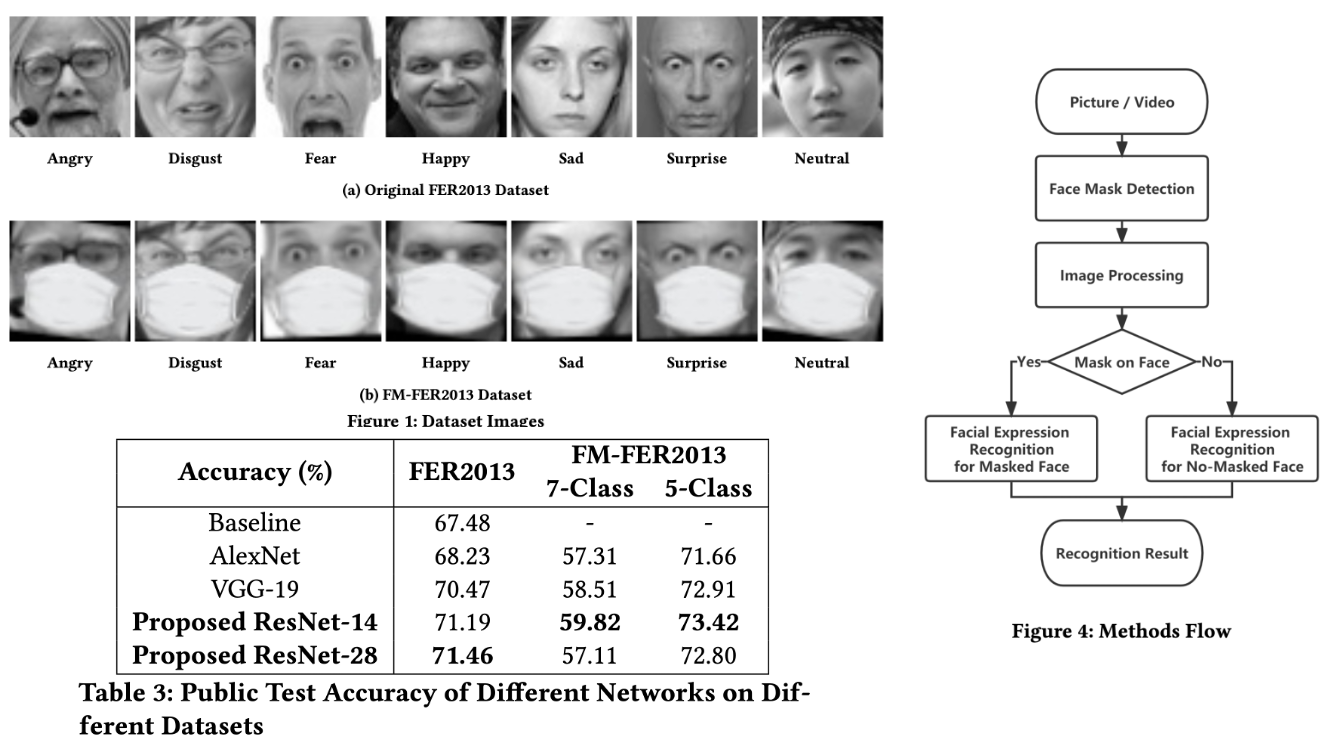 Angry Disgust Fear Happy Sad Surprise Neutral
(a) Original FER2013 Dataset
Angry Disgust Fear Happy Sad Surprise Neutral
(b) FM-FER2013 Dataset
Figure 1: Dataset Images
Accuracy (%) FER2013 FM-FER2013
7-Class 5-Class
Baseline 67.48 - -
AlexNet 68.23 57.31 71.66
VGG-19 70.47 58.51 72.91
Proposed ResNet-14 71.19 59.82 73.42
Proposed ResNet-28 71.46 57.11 72.80
Table 3: Public Test Accuracy of Different Networks on Dif-
ferent Datasets
Picture / Video
Face Mask Detection
Image Processing
Mask on Face
Yes
No
Facial Expression
Recognition
for Masked Face
Facial Expression
Recognition
for No-Masked Face
Recognition Result
Figure 4: Methods Flow